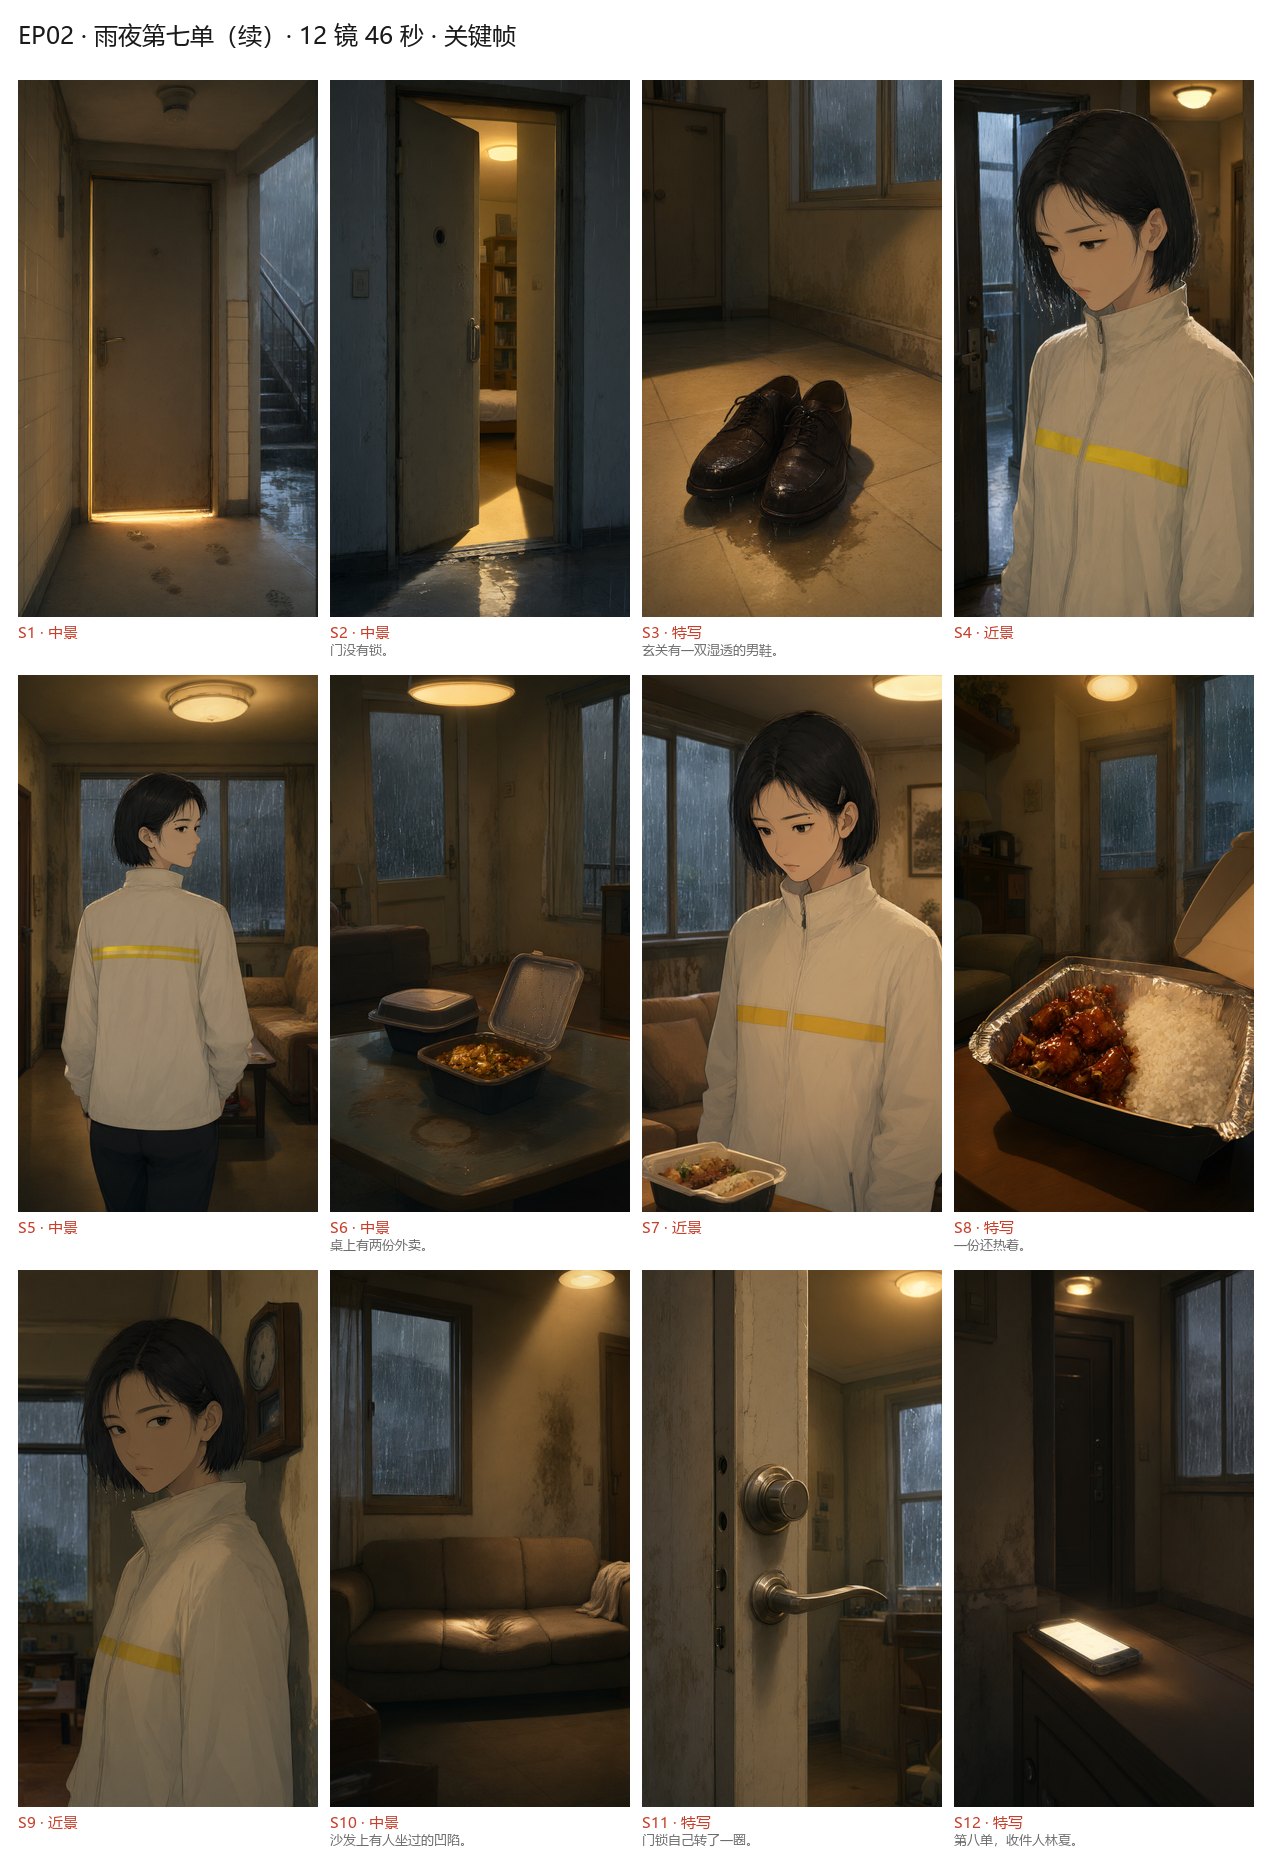 EP02 · 雨夜第七单（续）· 12 镜 46 秒 · 关键帧
S1 · 中景
S2 · 中景
门没有锁。
S3 · 特写
玄关有一双湿透的男鞋。
S4 · 近景
S5 · 中景
S6 · 中景
桌上有两份外卖。
S7 · 近景
S8 · 特写
一份还热着。
S9 · 近景
S10 · 中景
沙发上有人坐过的凹陷。
S11 · 特写
门锁自己转了一圈。
S12 · 特写
第八单，收件人林夏。